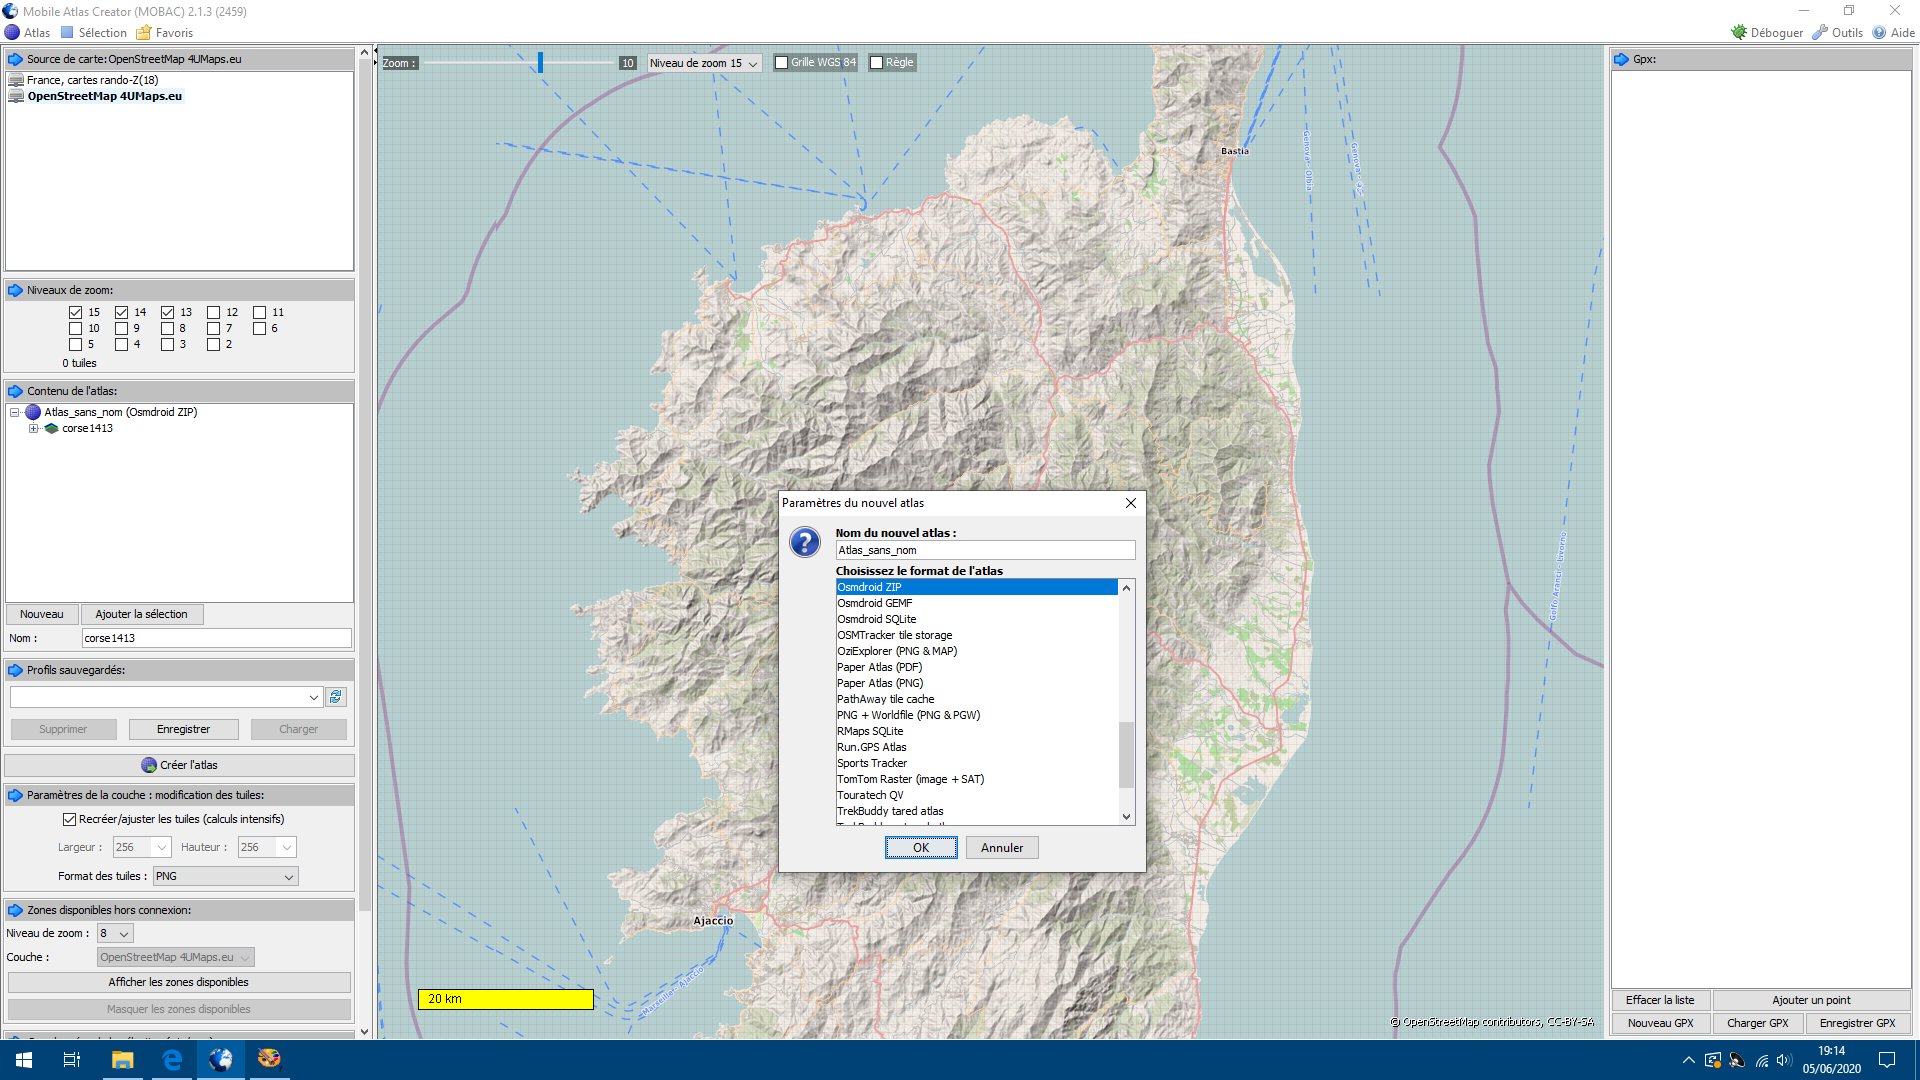 Mobile Atlas Creator (MOBAC) 2.1.3 (2459)
Atlas Sélection Favoris
Déboguer Outils Aide
Source de carte: OpenStreetMap 4UMaps.eu
France, cartes rando-Z(18)
OpenStreetMap 4UMaps.eu
Niveaux de zoom:
15 14 13 12 11
10 9 8 7 6
5 4 3 2
0 tuiles
Contenu de l'atlas:
Atlas_sans_nom (Osmdroid ZIP)
corse1413
Nouveau Ajouter la sélection
Nom : corse1413
Profils sauvegardés:
Supprimer Enregistrer Charger
Créer l'atlas
Paramètres de la couche : modification des tuiles:
Recréer/ajuster les tuiles (calculs intensifs)
Largeur : 256 Hauteur : 256
Format des tuiles : PNG
Zones disponibles hors connexion:
Niveau de zoom : 8
Couche : OpenStreetMap 4UMaps.eu
Afficher les zones disponibles
Masquer les zones disponibles
Zoom : 10 Niveau de zoom 15 Grille WGS 84 Règle
Bastia
Genova - Olbia
Golfo Aranci - Livorno
Ajaccio
Marseille - Ajaccio
20 km
© OpenStreetMap contributors, CC-BY-SA
Paramètres du nouvel atlas
Nom du nouvel atlas :
Atlas_sans_nom
Choisissez le format de l'atlas
Osmdroid ZIP
Osmdroid GEMF
Osmdroid SQLite
OSMTracker tile storage
OziExplorer (PNG & MAP)
Paper Atlas (PDF)
Paper Atlas (PNG)
PathAway tile cache
PNG + Worldfile (PNG & PGW)
RMaps SQLite
Run.GPS Atlas
Sports Tracker
TomTom Raster (image + SAT)
Touratech QV
TrekBuddy tared atlas
OK Annuler
Gpx:
Effacer la liste Ajouter un point
Nouveau GPX Charger GPX Enregistrer GPX
19:14
05/06/2020